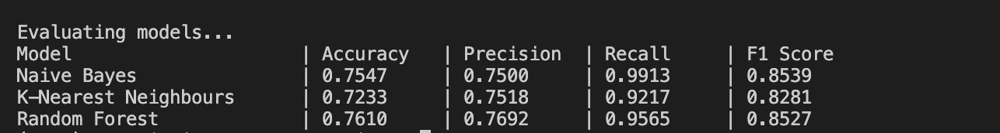 Evaluating models...
Model | Accuracy | Precision | Recall | F1 Score
Naive Bayes | 0.7547 | 0.7500 | 0.9913 | 0.8539
K-Nearest Neighbours | 0.7233 | 0.7518 | 0.9217 | 0.8281
Random Forest | 0.7610 | 0.7692 | 0.9565 | 0.8527